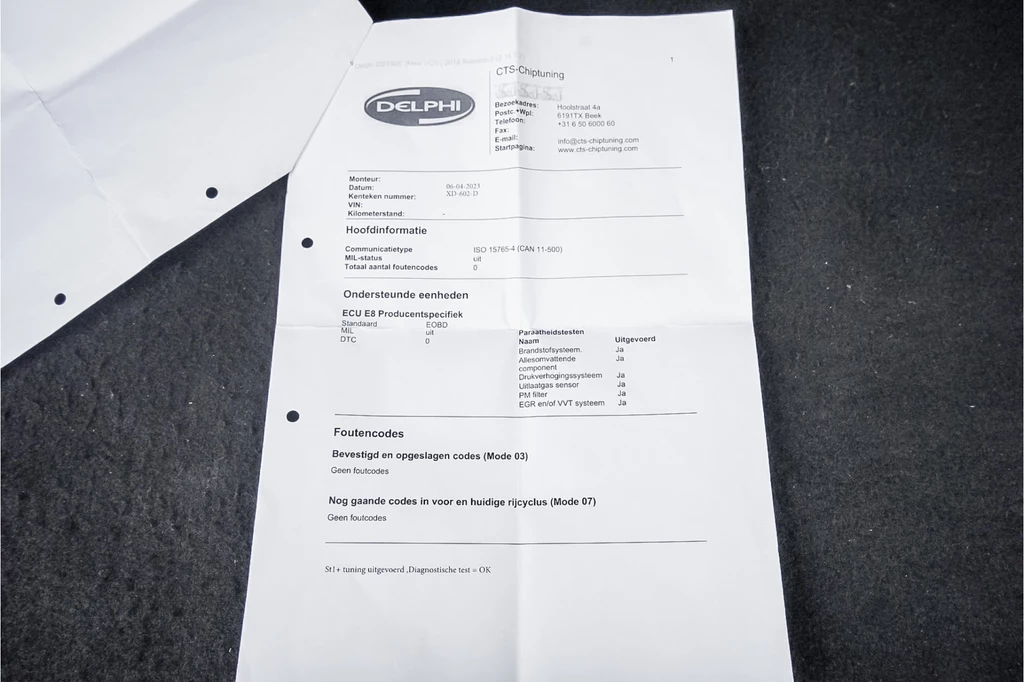 1
CTS-Chiptuning
DELPHI
Bezoekadres: Hoolstraat 4a
Postc.+Wpl: 6191TX Beek
Telefoon: +31 6 50 6000 60
Fax:
E-mail: info@cts-chiptuning.com
Startpagina: www.cts-chiptuning.com
Monteur:
Datum: 06-04-2023
Kenteken nummer: XD-602-D
VIN:
Kilometerstand: -
Hoofdinformatie
Communicatietype ISO 15765-4 (CAN 11-500)
MIL-status uit
Totaal aantal foutencodes 0
Ondersteunde eenheden
ECU E8 Producentspecifiek
Standaard EOBD
MIL uit
DTC 0
Paraatheidstesten
Naam Uitgevoerd
Brandstofsysteem. Ja
Allesomvattende Ja
component
Drukverhogingssysteem Ja
Uitlaatgas sensor Ja
PM filter Ja
EGR en/of VVT systeem Ja
Foutencodes
Bevestigd en opgeslagen codes (Mode 03)
Geen foutcodes
Nog gaande codes in voor en huidige rijcyclus (Mode 07)
Geen foutcodes
St1+ tuning uitgevoerd ,Diagnostische test = OK